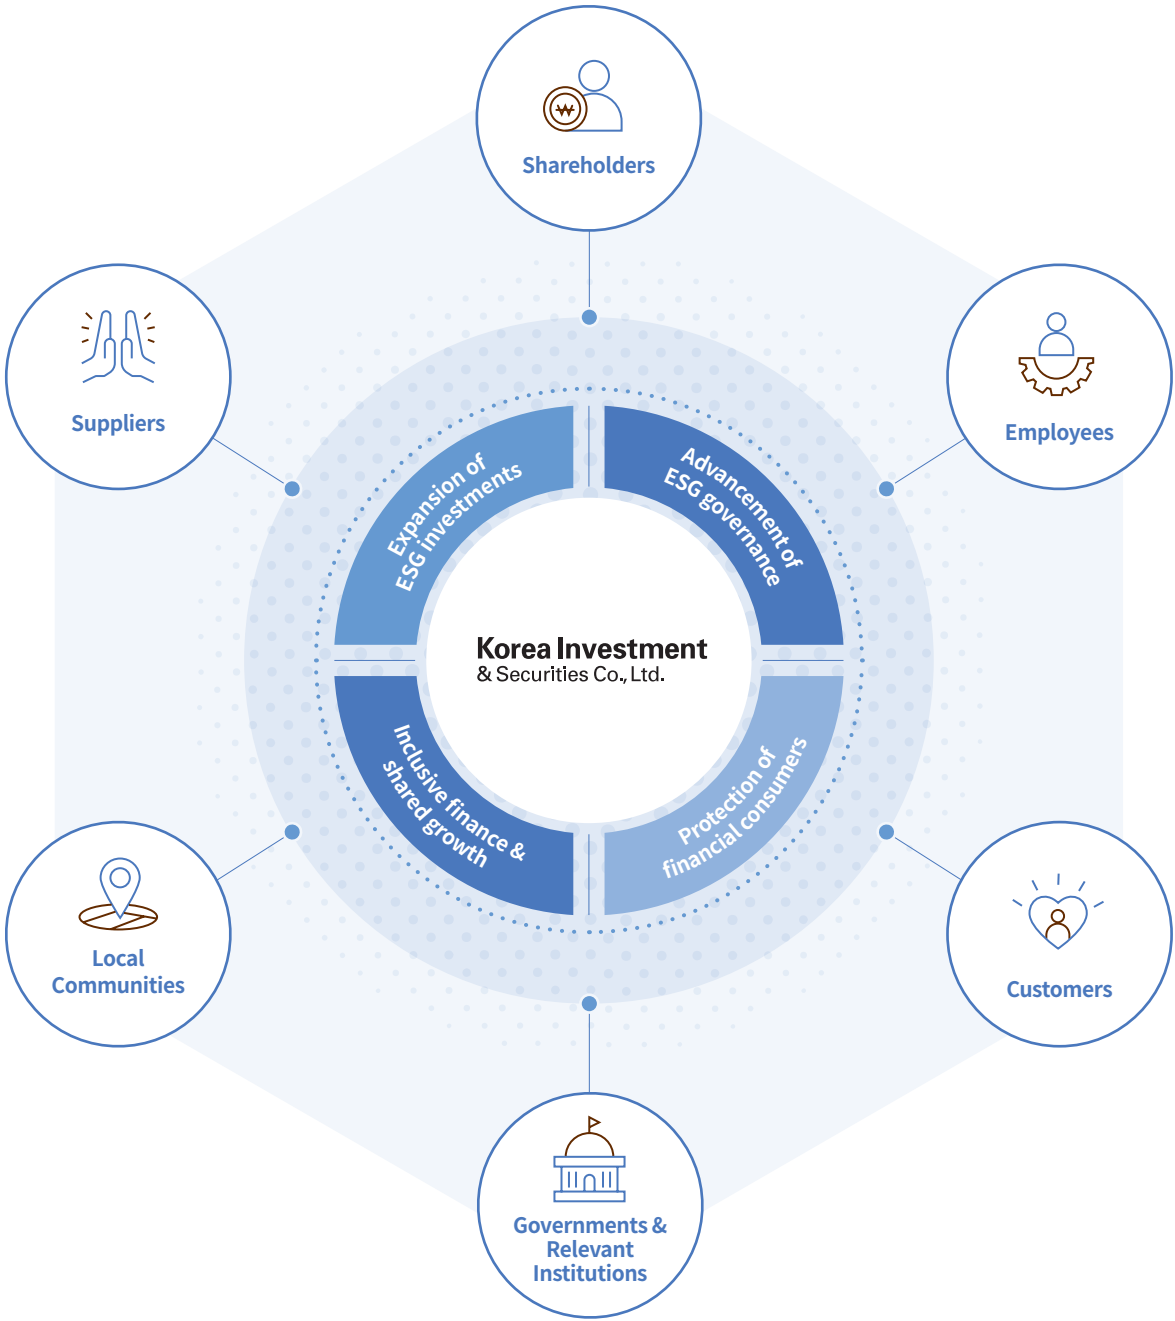 Shareholders
Suppliers
Employees
Expansion of
ESG investments
Advancement of
ESG governance
Korea Investment
& Securities Co., Ltd.
Inclusive finance &
shared growth
Protection of
financial consumers
Local
Communities
Customers
Governments &
Relevant
Institutions